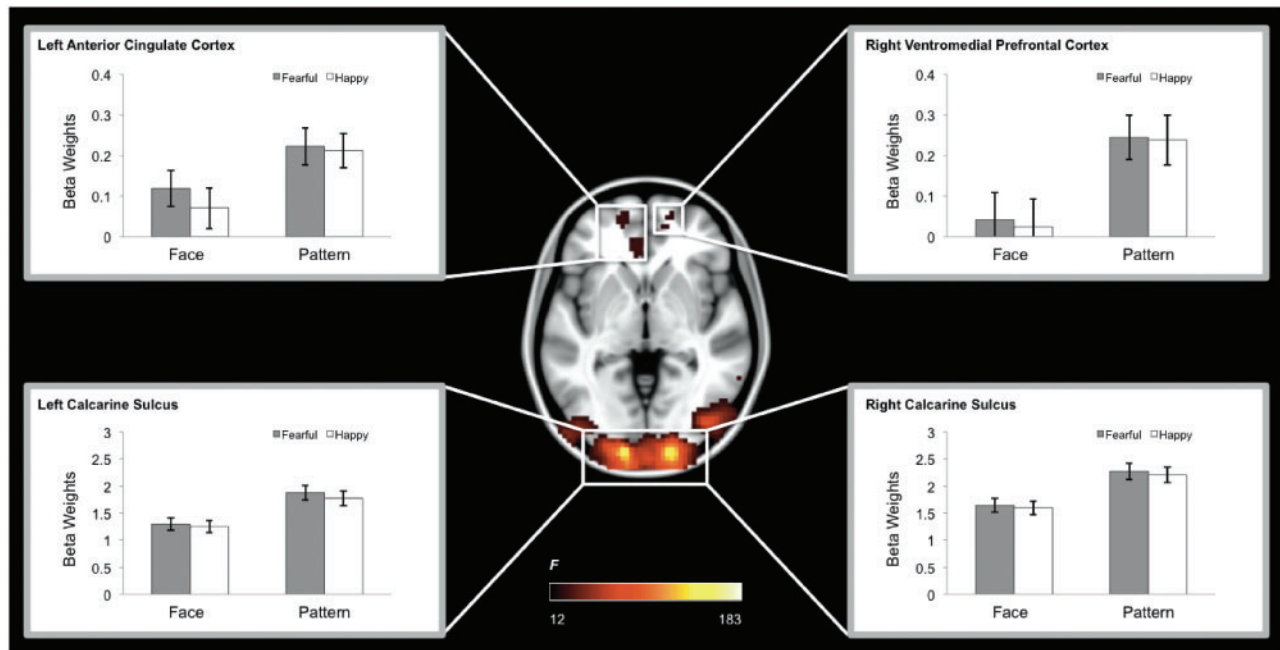 Left Anterior Cingulate Cortex
Fearful Happy
Beta Weights
0.4
0.3
0.2
0.1
0
Face Pattern
Right Ventromedial Prefrontal Cortex
Fearful Happy
Beta Weights
0.4
0.3
0.2
0.1
0
Face Pattern
Left Calcarine Sulcus
Fearful Happy
Beta Weights
3
2.5
2
1.5
1
0.5
0
Face Pattern
F
12 183
Right Calcarine Sulcus
Fearful Happy
Beta Weights
3
2.5
2
1.5
1
0.5
0
Face Pattern